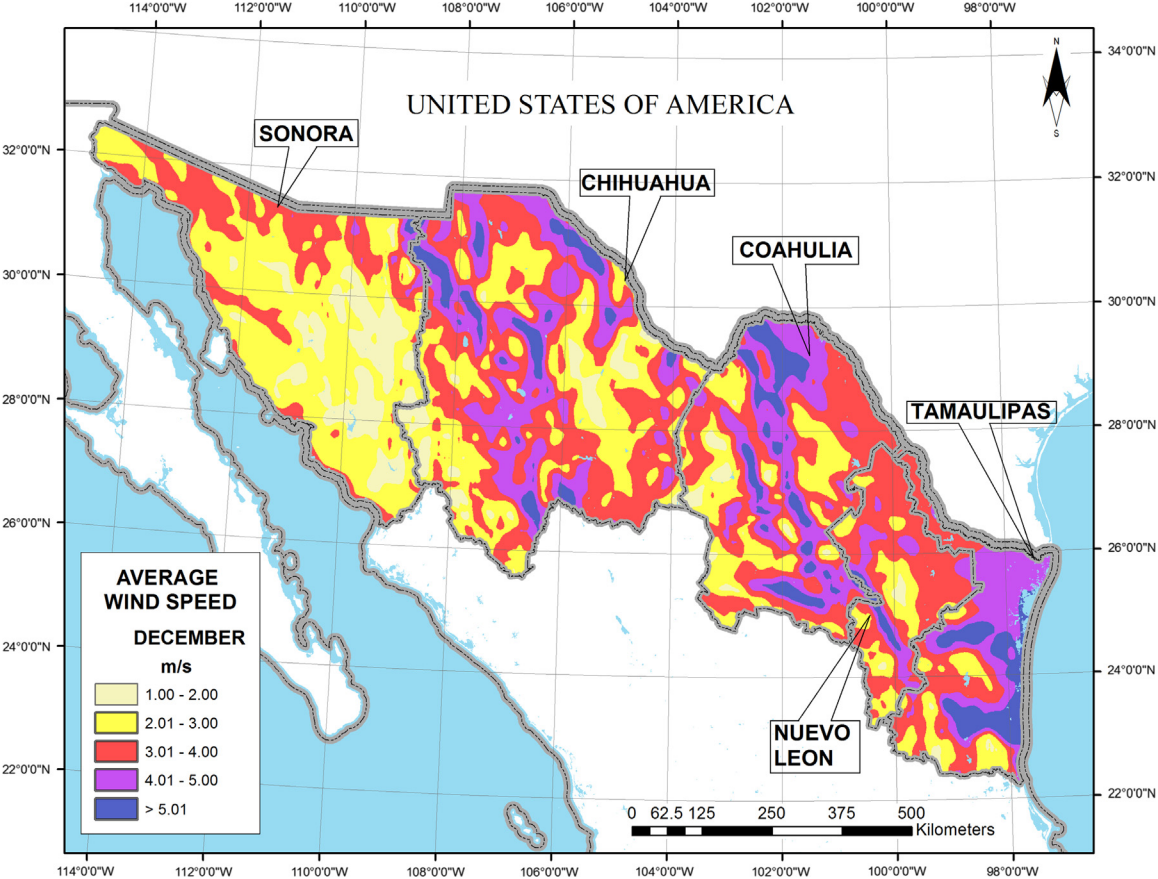 114°0'0"W 112°0'0"W 110°0'0"W 108°0'0"W 106°0'0"W 104°0'0"W 102°0'0"W 100°0'0"W 98°0'0"W
N
S
34°0'0"N
UNITED STATES OF AMERICA
SONORA
32°0'0"N
32°0'0"N
CHIHUAHUA
COAHULIA
30°0'0"N
30°0'0"N
28°0'0"N
TAMAULIPAS
28°0'0"N
26°0'0"N
26°0'0"N
AVERAGE
WIND SPEED
DECEMBER
m/s
1.00 - 2.00
2.01 - 3.00
3.01 - 4.00
4.01 - 5.00
> 5.01
24°0'0"N
24°0'0"N
NUEVO
LEON
22°0'0"N
22°0'0"N
0 62.5 125 250 375 500
Kilometers
114°0'0"W 112°0'0"W 110°0'0"W 108°0'0"W 106°0'0"W 104°0'0"W 102°0'0"W 100°0'0"W 98°0'0"W